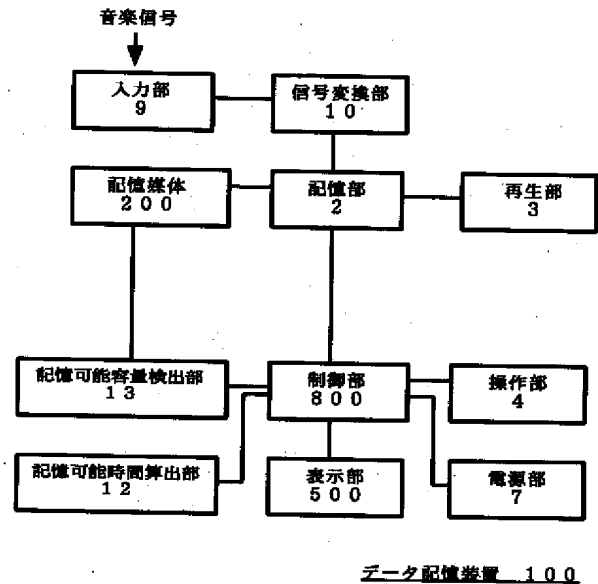 音楽信号
入力部
9
信号変換部
10
記憶媒体
200
記憶部
2
再生部
3
記憶可能容量検出部
13
制御部
800
操作部
4
記憶可能時間算出部
12
表示部
500
電源部
7
データ記憶装置 100